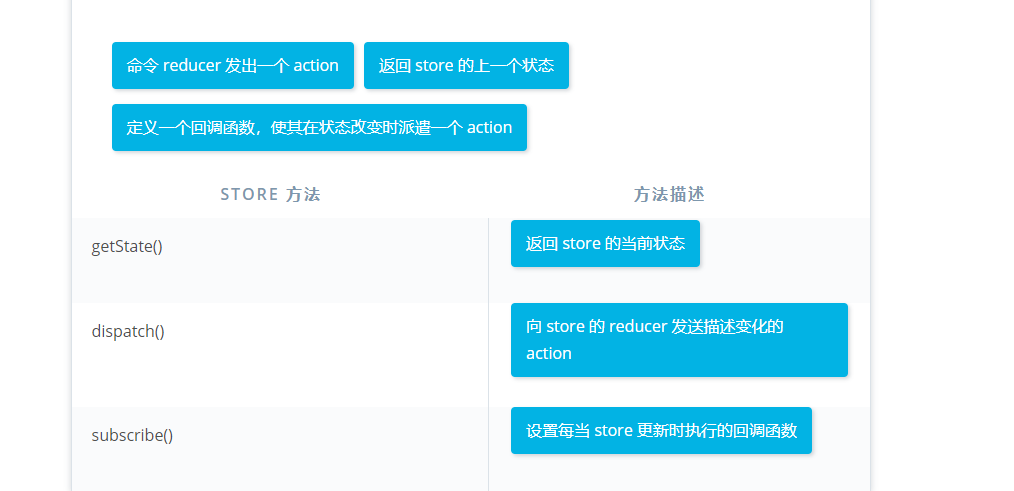 命令 reducer 发出一个 action
返回 store 的上一个状态
定义一个回调函数，使其在状态改变时派遣一个 action
STORE 方法
方法描述
getState()
返回 store 的当前状态
dispatch()
向 store 的 reducer 发送描述变化的
action
subscribe()
设置每当 store 更新时执行的回调函数